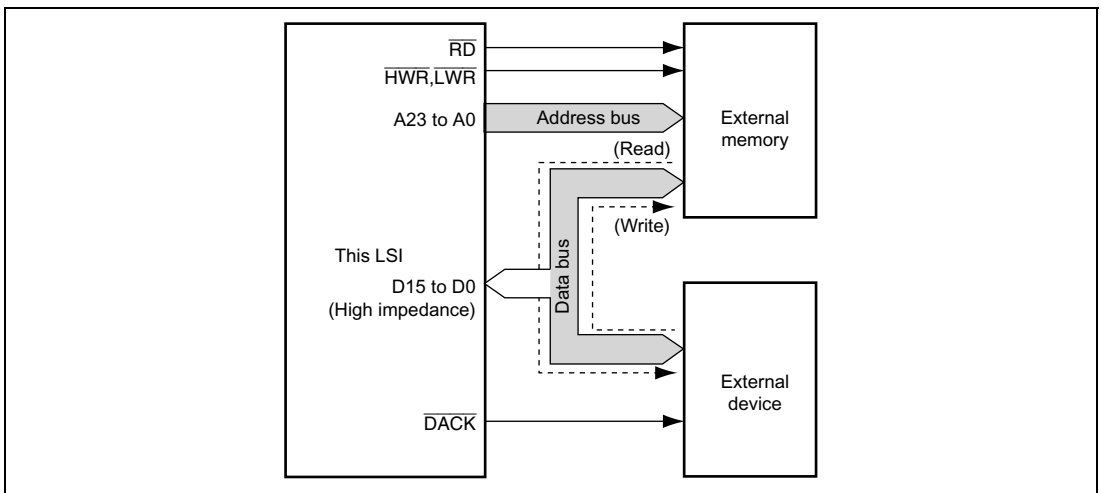 RD
HWR,LWR
A23 to A0
Address bus
External
memory
(Read)
(Write)
This LSI
D15 to D0
(High impedance)
Data bus
External
device
DACK